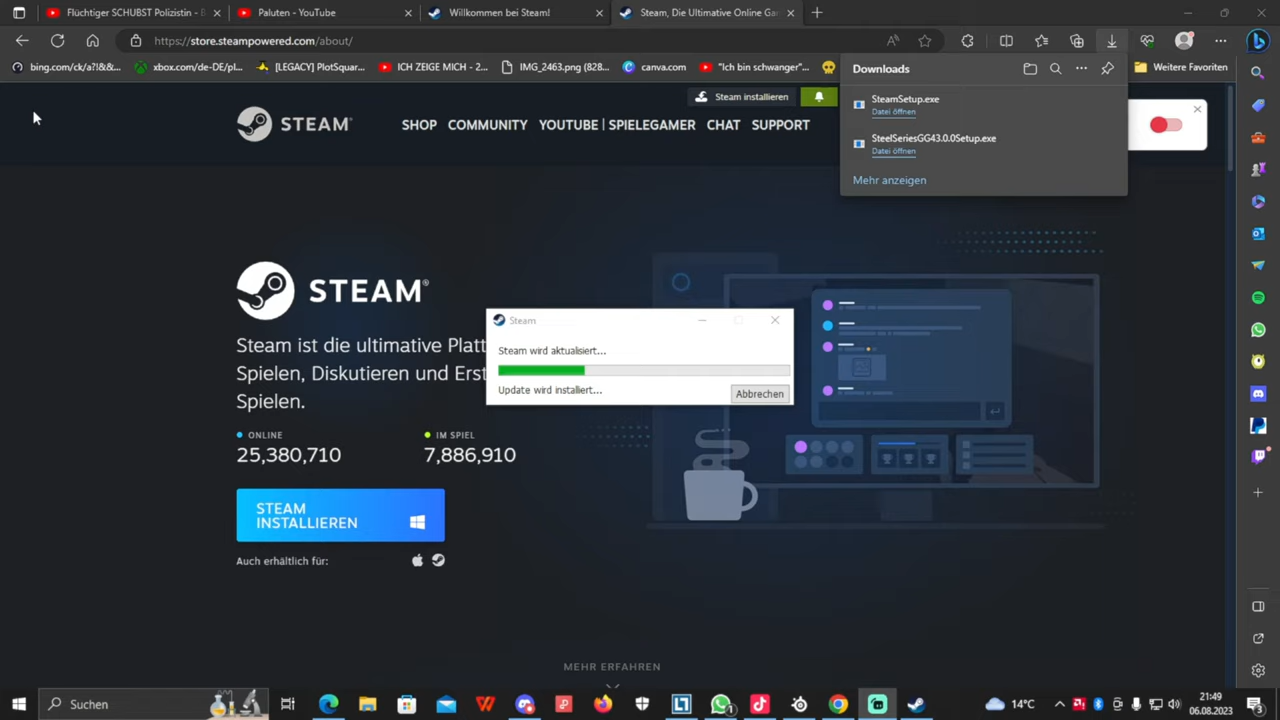 Flüchtiger SCHUBST Polizistin - B
Paluten - YouTube
Willkommen bei Steam!
Steam, Die Ultimative Online Gam
https://store.steampowered.com/about/
bing.com/ck/a?!&&...
xbox.com/de-DE/pl...
[LEGACY] PlotSquar...
ICH ZEIGE MICH - 2...
IMG_2463.png (828...
canva.com
"Ich bin schwanger"...
Weitere Favoriten
Downloads
SteamSetup.exe
Datei öffnen
SteelSeriesGG43.0.0Setup.exe
Datei öffnen
Mehr anzeigen
Steam installieren
STEAM®
SHOP COMMUNITY YOUTUBE | SPIELEGAMER CHAT SUPPORT
STEAM®
Steam ist die ultimative Platt
Spielen, Diskutieren und Erst
Spielen.
ONLINE
25,380,710
IM SPIEL
7,886,910
STEAM
INSTALLIEREN
Auch erhältlich für:
Steam
Steam wird aktualisiert...
Update wird installiert...
Abbrechen
MEHR ERFAHREN
Suchen
14°C
21:49
06.08.2023